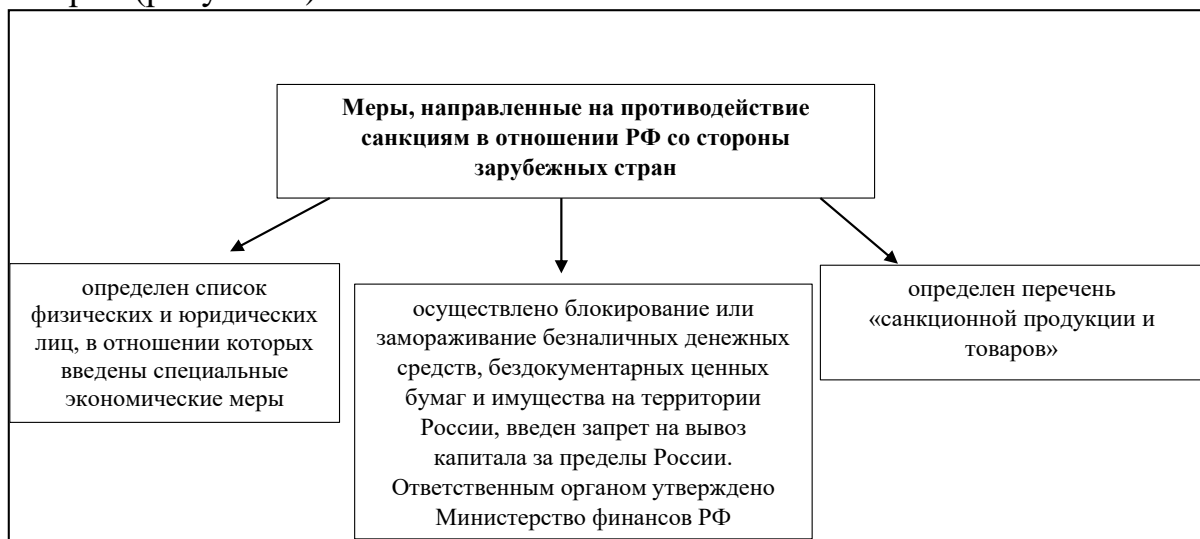 Меры, направленные на противодействие
санкциям в отношении РФ со стороны
зарубежных стран
определен список
физических и юридических
лиц, в отношении которых
введены специальные
экономические меры
осуществлено блокирование или
замораживание безналичных денежных
средств, бездокументарных ценных
бумаг и имущества на территории
России, введен запрет на вывоз
капитала за пределы России.
Ответственным органом утверждено
Министерство финансов РФ
определен перечень
«санкционной продукции и
товаров»